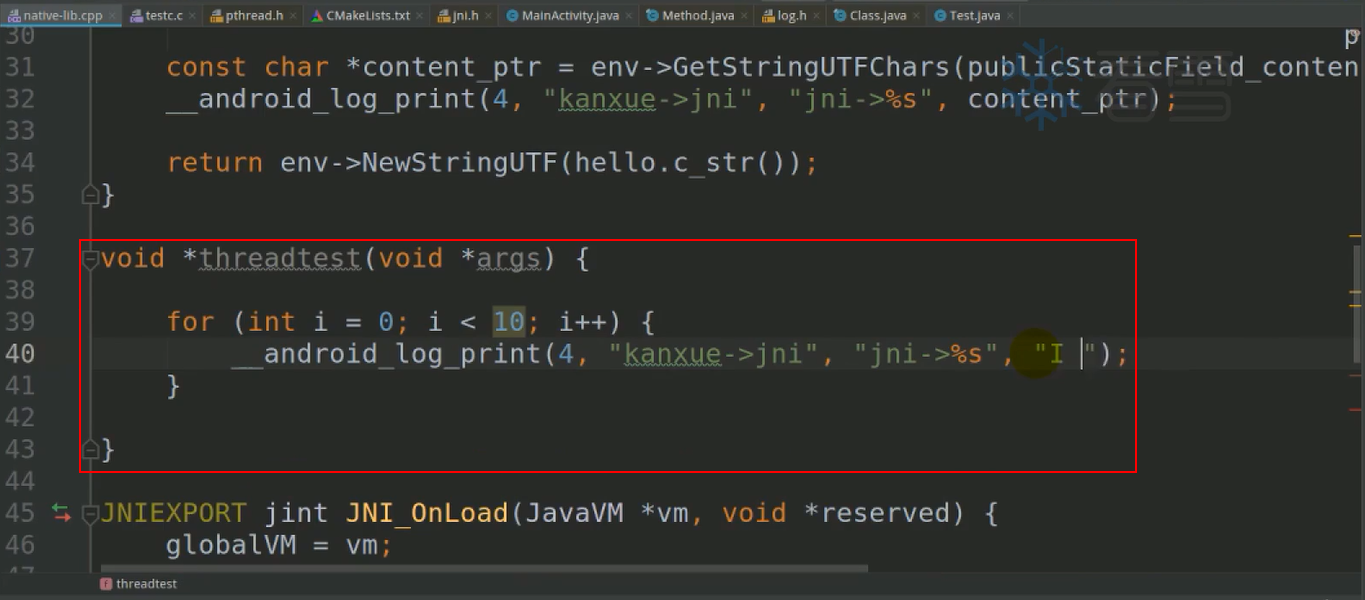 native-lib.cpp testc.c pthread.h CMakeLists.txt jni.h MainActivity.java Method.java log.h Class.java Test.java
30 p
31 const char *content_ptr = env->GetStringUTFChars(publicStaticField_conten
32 __android_log_print(4, "kanxue->jni", "jni->%s", content_ptr);
33
34 return env->NewStringUTF(hello.c_str());
35 }
36
37 void *threadtest(void *args) {
38
39 for (int i = 0; i < 10; i++) {
40 __android_log_print(4, "kanxue->jni", "jni->%s", "I ");
41 }
42
43 }
44
45 JNIEXPORT jint JNI_OnLoad(JavaVM *vm, void *reserved) {
46 globalVM = vm;
47
threadtest